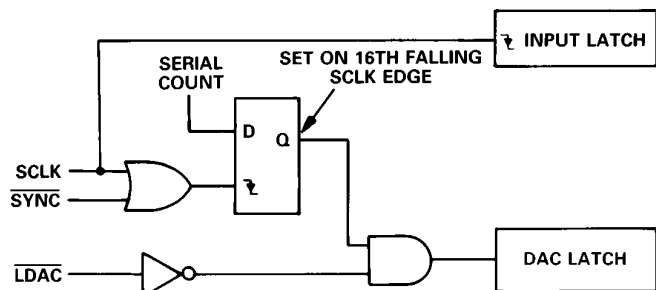 INPUT LATCH
SERIAL
COUNT
SET ON 16TH FALLING
SCLK EDGE
D
Q
SCLK
SYNC
LDAC
DAC LATCH